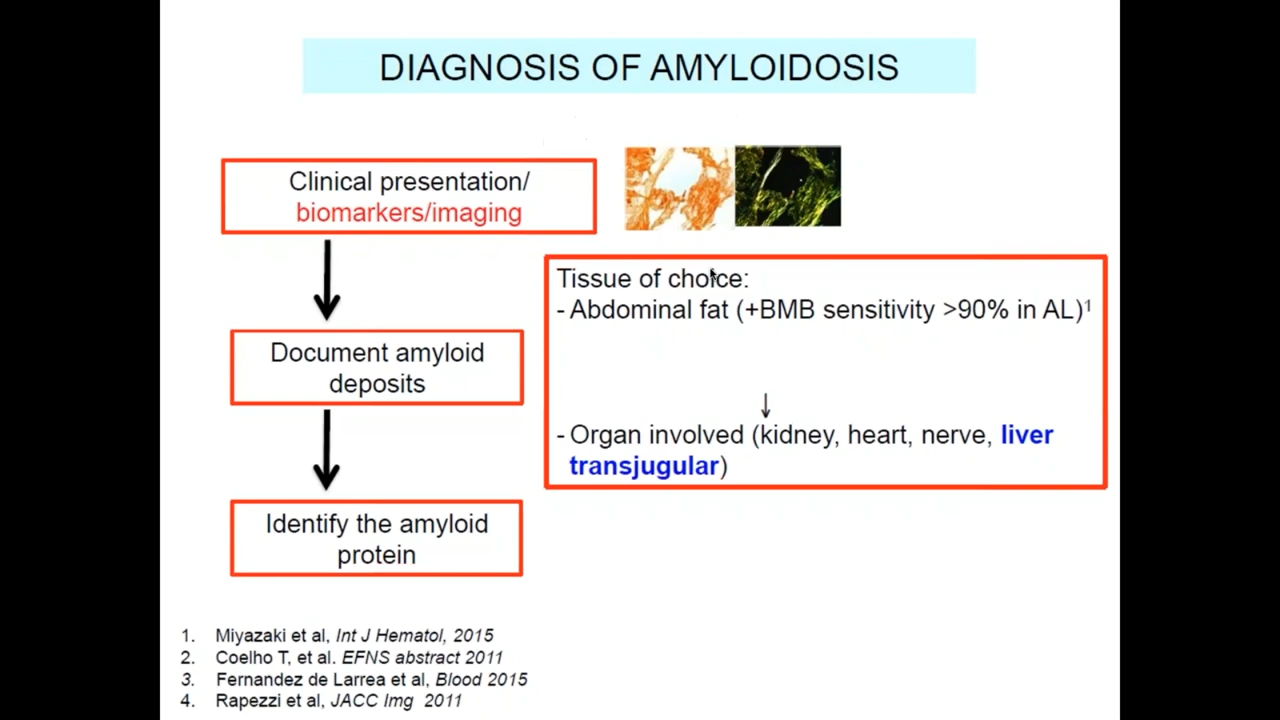 DIAGNOSIS OF AMYLOIDOSIS
Clinical presentation/
biomarkers/imaging
Document amyloid
deposits
Identify the amyloid
protein
Tissue of choice:
- Abdominal fat (+BMB sensitivity >90% in AL)¹
- Organ involved (kidney, heart, nerve, liver
transjugular)
1. Miyazaki et al, Int J Hematol, 2015
2. Coelho T, et al. EFNS abstract 2011
3. Fernandez de Larrea et al, Blood 2015
4. Rapezzi et al, JACC Img 2011